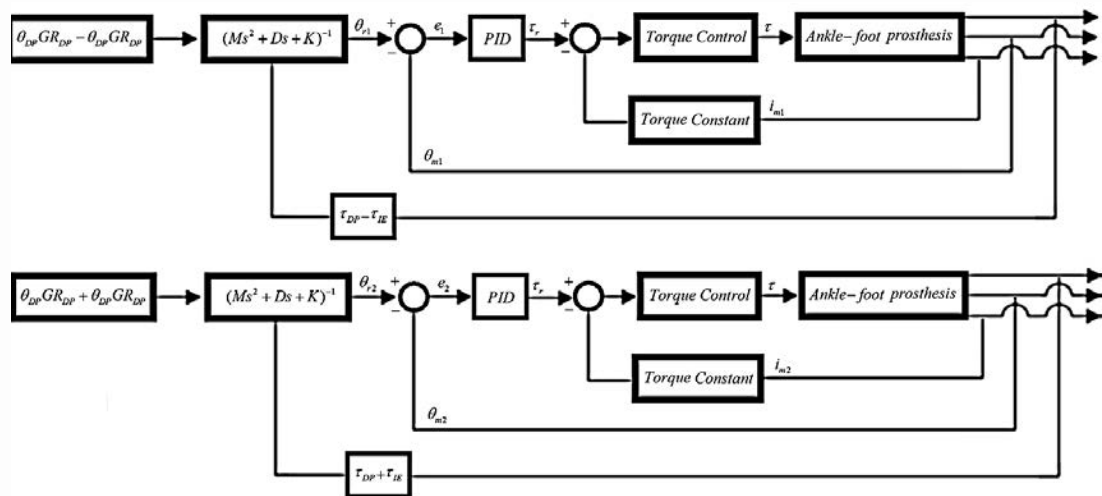 θ_DP GR_DP − θ_DP GR_DP
(Ms² + Ds + K)⁻¹
θ_r1
+
−
e₁
PID
τ_r
+
−
Torque Control
τ
Ankle−foot prosthesis
Torque Constant
i_m1
θ_m1
τ_DP − τ_IE
θ_DP GR_DP + θ_DP GR_DP
(Ms² + Ds + K)⁻¹
θ_r2
+
−
e₂
PID
τ_r
+
−
Torque Control
τ
Ankle−foot prosthesis
Torque Constant
i_m2
θ_m2
τ_DP + τ_IE